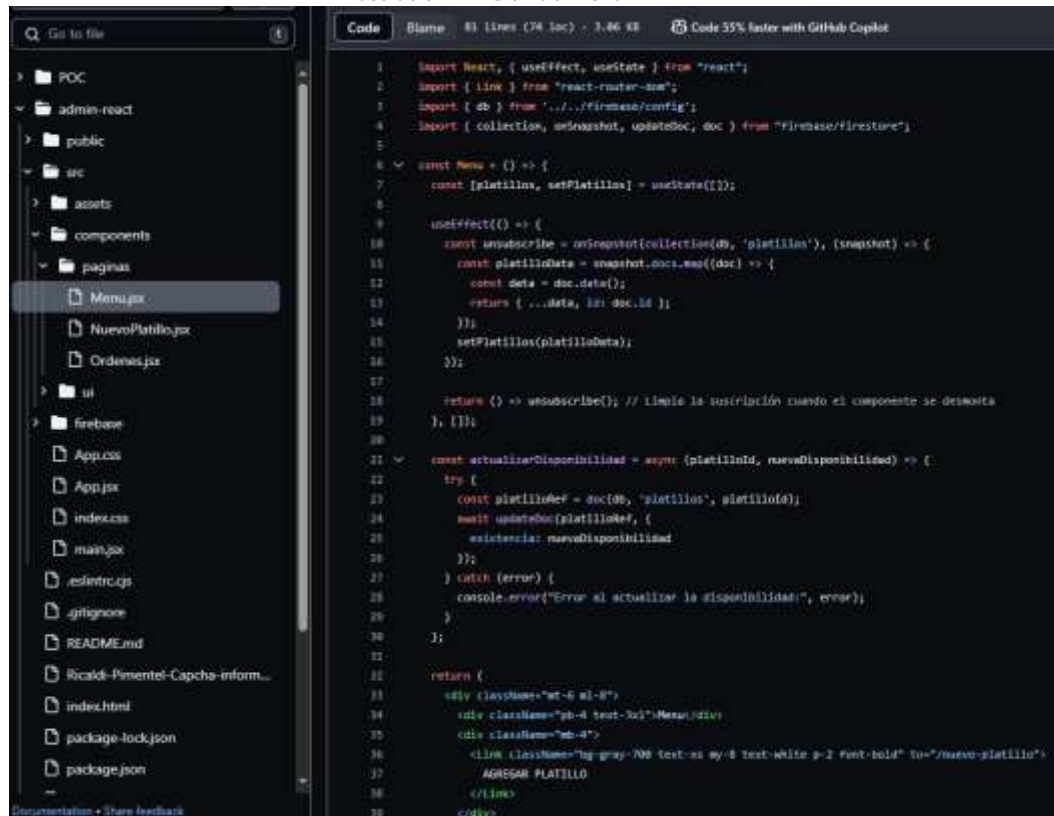 Go to file
t
POC
admin-react
public
src
assets
components
paginas
Menu.jsx
NuevoPlatillo.jsx
Ordenes.jsx
ui
firebase
App.css
App.jsx
index.css
main.jsx
.eslintrc.cjs
.gitignore
README.md
Ricaldi-Pimentel-Capcha-inform...
index.html
package-lock.json
package.json
Documentation • Share feedback
Code
Blame
81 lines (74 loc) · 3.06 KB
Code 55% faster with GitHub Copilot
1 import React, { useEffect, useState } from "react";
2 import { Link } from "react-router-dom";
3 import { db } from '../../firebase/config';
4 import { collection, onSnapshot, updateDoc, doc } from "firebase/firestore";
5
6 const Menu = () => {
7 const [platillos, setPlatillos] = useState([]);
8
9 useEffect(() => {
10 const unsubscribe = onSnapshot(collection(db, 'platillos'), (snapshot) => {
11 const platilloData = snapshot.docs.map((doc) => {
12 const data = doc.data();
13 return { ...data, id: doc.id };
14 });
15 setPlatillos(platilloData);
16 });
17
18 return () => unsubscribe(); // Limpia la suscripción cuando el componente se desmonta
19 }, []);
20
21 const actualizarDisponibilidad = async (platilloId, nuevaDisponibilidad) => {
22 try {
23 const platilloRef = doc(db, 'platillos', platilloId);
24 await updateDoc(platilloRef, {
25 existencia: nuevaDisponibilidad
26 });
27 } catch (error) {
28 console.error("Error al actualizar la disponibilidad:", error);
29 }
30 };
31
32 return (
33 <div className="mt-6 ml-8">
34 <div className="pb-4 text-3xl">Menu</div>
35 <div className="mb-4">
36 <Link className="bg-gray-700 text-xs my-8 text-white p-2 font-bold" to="/nuevo-platillo">
37 AGREGAR PLATILLO
38 </Link>
39 </div>